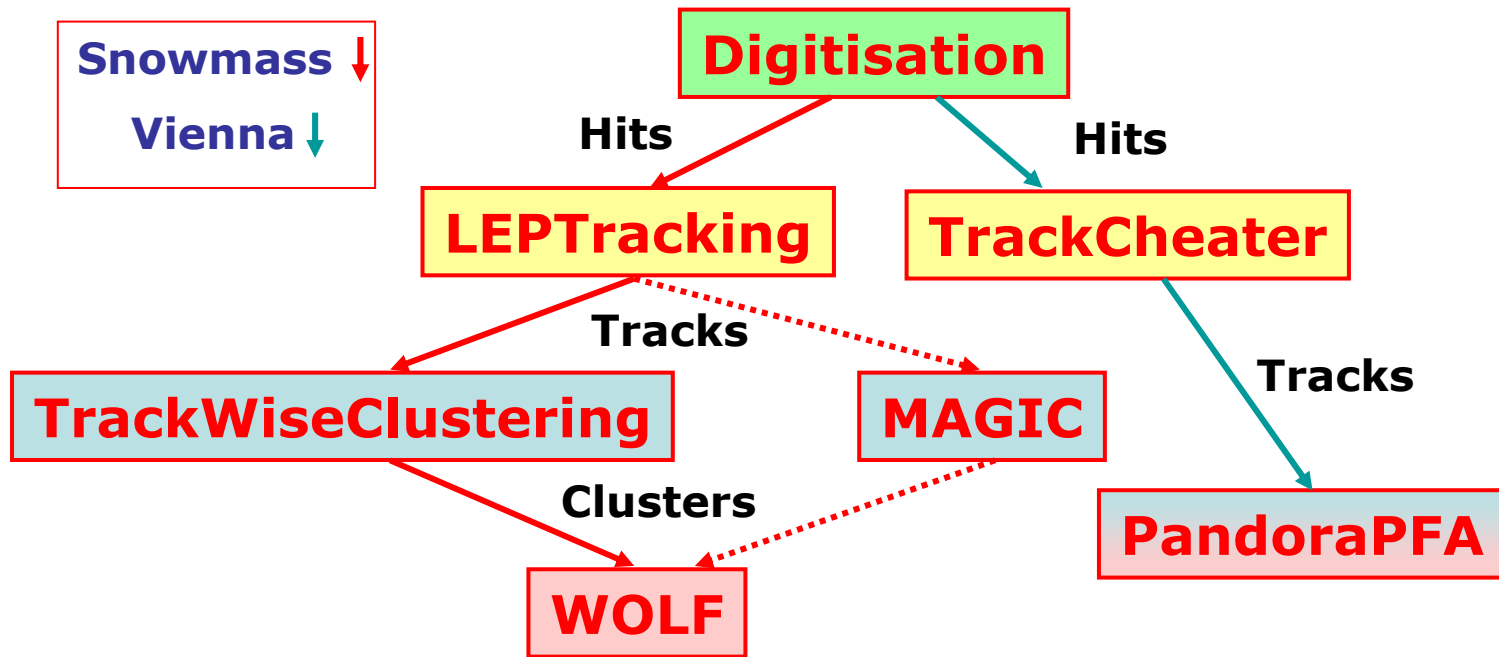 Snowmass
Vienna
Digitisation
Hits
Hits
LEPTracking
TrackCheater
Tracks
Tracks
TrackWiseClustering
MAGIC
Clusters
PandoraPFA
WOLF